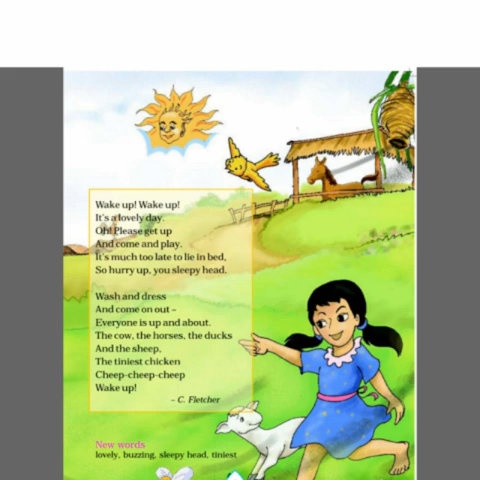 Wake up! Wake up!
It's a lovely day.
Oh! Please get up
And come and play.
It's much too late to lie in bed,
So hurry up, you sleepy head.
Wash and dress
And come on out –
Everyone is up and about.
The cow, the horses, the ducks
And the sheep,
The tiniest chicken
Cheep-cheep-cheep
Wake up!
– C. Fletcher
New words
lovely, buzzing, sleepy head, tiniest